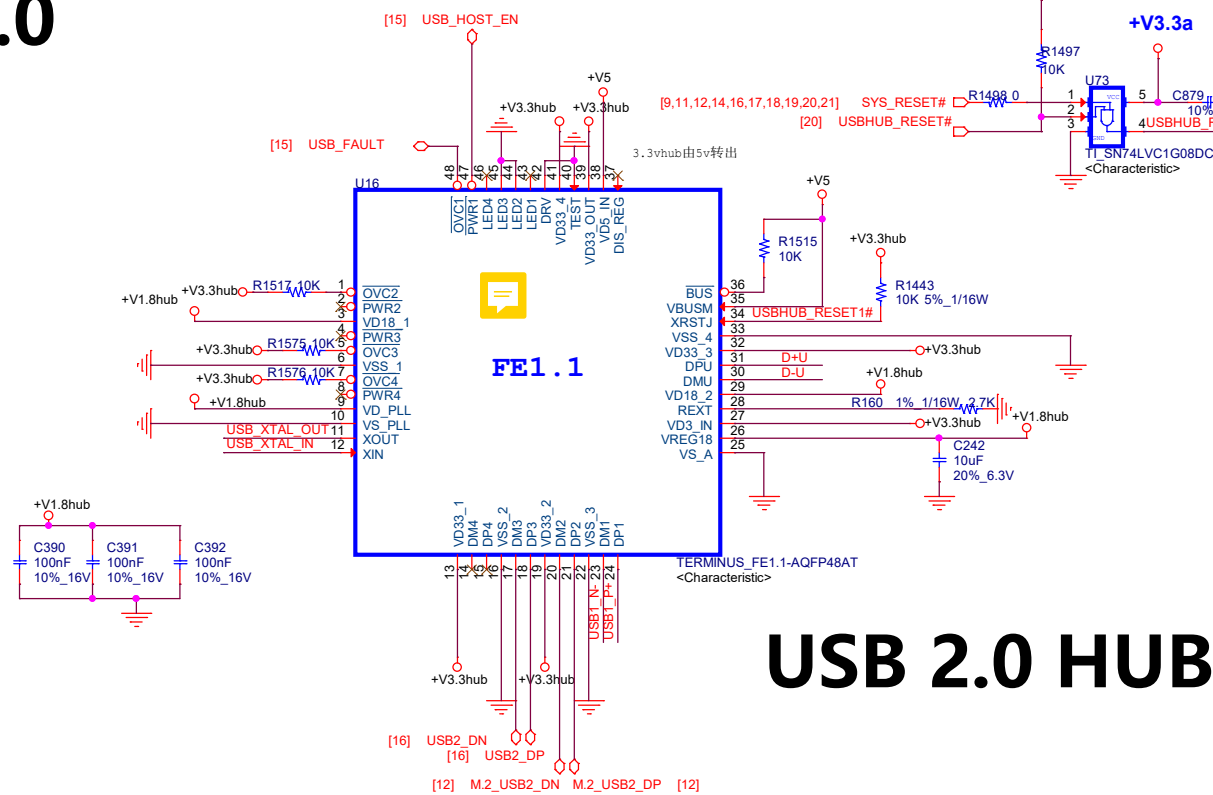 .0
[15] USB_HOST_EN
+V3.3a
R1497
10K
U73
+V5
+V3.3hub
+V3.3hub
[9,11,12,14,16,17,18,19,20,21] SYS_RESET#
R1498 0
1
2
3
VCC
GND
5
4
C879
10%
[20] USBHUB_RESET#
TI_SN74LVC1G08DC
<Characteristic>
[15] USB_FAULT
3.3vhub由5v转出
48
47
46
45
44
43
42
41
40
39
38
37
U16
OVC1
PWR1
LED4
LED3
LED2
LED1
DRV
VD33_4
TEST
VD33_OUT
VD5_IN
DIS_REG
+V5
R1515
10K
+V3.3hub
R1443
10K 5%_1/16W
+V1.8hub
+V3.3hub
R1517 10K
1 OVC2
2 PWR2
3 VD18_1
4 PWR3
+V3.3hub
R1575 10K
5 OVC3
6 VSS_1
+V3.3hub
R1576 10K
7 OVC4
8 PWR4
+V1.8hub
9 VD_PLL
10 VS_PLL
USB_XTAL_OUT 11 XOUT
USB_XTAL_IN 12 XIN
FE1.1
BUS 36
VBUSM 35
XRSTJ 34 USBHUB_RESET1#
VSS_4 33
VD33_3 32 +V3.3hub
DPU 31 D+U
DMU 30 D-U
VD18_2 29 +V1.8hub
REXT 28 R160 1%_1/16W 2.7K
VD3_IN 27 +V3.3hub
VREG18 26 +V1.8hub
VS_A 25
C242
10uF
20%_6.3V
+V1.8hub
C390
100nF
10%_16V
C391
100nF
10%_16V
C392
100nF
10%_16V
VD33_1
DM4
DP4
VSS_2
DM3
DP3
VD33_2
DM2
DP2
VSS_3
DM1
DP1
13
14
15
16
17
18
19
20
21
22
23
24
TERMINUS_FE1.1-AQFP48AT
<Characteristic>
USB1_N-
USB1_P+
+V3.3hub
+V3.3hub
USB 2.0 HUB
[16] USB2_DN
[16] USB2_DP
[12] M.2_USB2_DN M.2_USB2_DP [12]